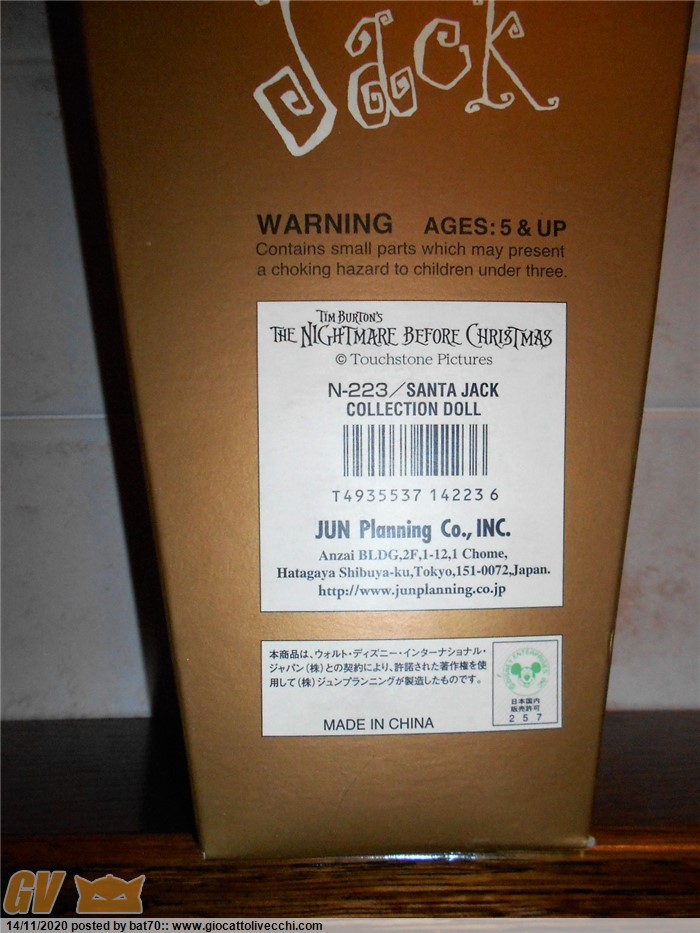 Jack
WARNING AGES: 5 & UP
Contains small parts which may present
a choking hazard to children under three.
TIM BURTON'S
THE NIGHTMARE BEFORE CHRISTMAS
© Touchstone Pictures
N-223/SANTA JACK
COLLECTION DOLL
T4935537 142236
JUN Planning Co., INC.
Anzai BLDG,2F,1-12,1 Chome,
Hatagaya Shibuya-ku,Tokyo,151-0072,Japan.
http://www.junplanning.co.jp
本商品は、ウォルト・ディズニー・インターナショナル・
ジャパン(株)との契約により、許諾された著作権を使
用して(株)ジュンプランニングが製造したものです。
日本国内
販売許可
257
MADE IN CHINA
GV
14/11/2020 posted by bat70:: www.giocattolivecchi.com